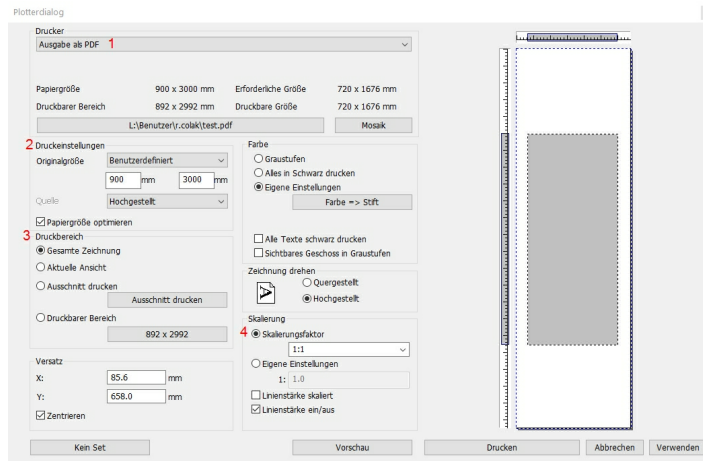 Plotterdialog
Drucker
Ausgabe als PDF 1
Papiergröße 900 x 3000 mm Erforderliche Größe 720 x 1676 mm
Druckbarer Bereich 892 x 2992 mm Druckbare Größe 720 x 1676 mm
L:\Benutzer\r.colak\test.pdf Mosaik
2 Druckeinstellungen
Originalgröße Benutzerdefiniert
900 mm 3000 mm
Quelle Hochgestellt
Papiergröße optimieren
3 Druckbereich
Gesamte Zeichnung
Aktuelle Ansicht
Ausschnitt drucken
Ausschnitt drucken
Druckbarer Bereich
892 x 2992
Versatz
X: 85.6 mm
Y: 658.0 mm
Zentrieren
Farbe
Graustufen
Alles in Schwarz drucken
Eigene Einstellungen
Farbe => Stift
Alle Texte schwarz drucken
Sichtbares Geschoss in Graustufen
Zeichnung drehen
A
Quergestellt
Hochgestellt
Skalierung
4 Skalierungsfaktor
1:1
Eigene Einstellungen
1: 1.0
Linienstärke skaliert
Linienstärke ein/aus
Kein Set Vorschau Drucken Abbrechen Verwenden